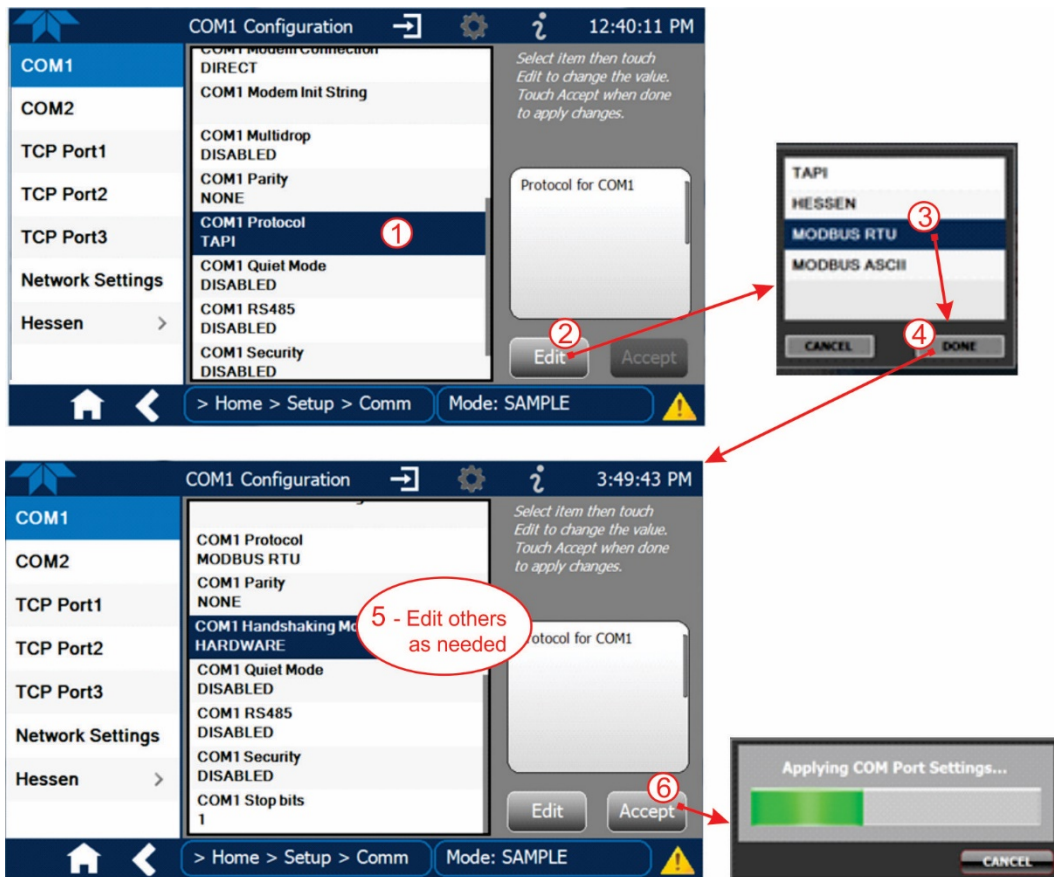 COM1 Configuration
12:40:11 PM
COM1
COM2
TCP Port1
TCP Port2
TCP Port3
Network Settings
Hessen >
COM1 Modem Connection
DIRECT
COM1 Modem Init String
COM1 Multidrop
DISABLED
COM1 Parity
NONE
COM1 Protocol
TAPI
1
COM1 Quiet Mode
DISABLED
COM1 RS485
DISABLED
COM1 Security
DISABLED
Select item then touch
Edit to change the value.
Touch Accept when done
to apply changes.
Protocol for COM1
2
Edit
Accept
> Home > Setup > Comm
Mode: SAMPLE
TAPI
HESSEN
3
MODBUS RTU
MODBUS ASCII
4
CANCEL
DONE
COM1 Configuration
3:49:43 PM
COM1
COM2
TCP Port1
TCP Port2
TCP Port3
Network Settings
Hessen >
COM1 Protocol
MODBUS RTU
COM1 Parity
NONE
COM1 Handshaking
HARDWARE
5 - Edit others
as needed
COM1 Quiet Mode
DISABLED
COM1 RS485
DISABLED
COM1 Security
DISABLED
COM1 Stop bits
1
Select item then touch
Edit to change the value.
Touch Accept when done
to apply changes.
Protocol for COM1
6
Edit
Accept
> Home > Setup > Comm
Mode: SAMPLE
Applying COM Port Settings...
CANCEL